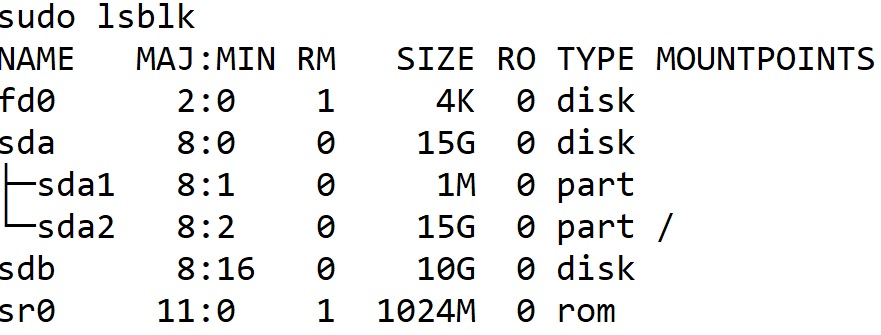 sudo lsblk
NAME   MAJ:MIN RM   SIZE RO TYPE MOUNTPOINTS
fd0      2:0    1     4K  0 disk
sda      8:0    0    15G  0 disk
├─sda1   8:1    0     1M  0 part
└─sda2   8:2    0    15G  0 part /
sdb      8:16   0    10G  0 disk
sr0     11:0    1  1024M  0 rom